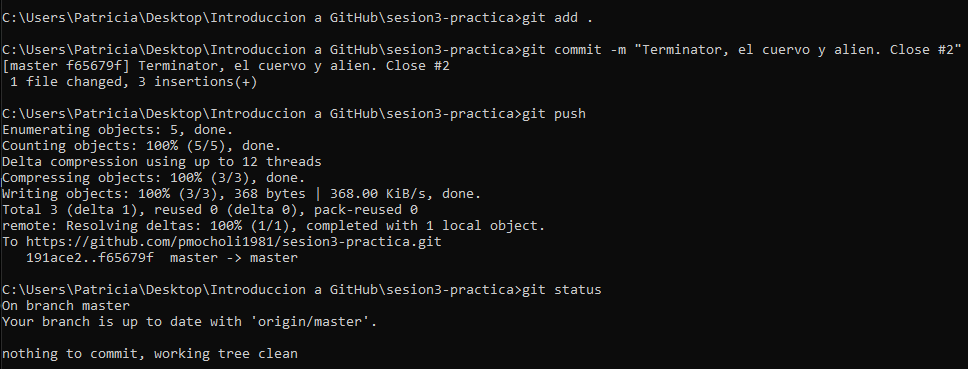 C:\Users\Patricia\Desktop\Introduccion a GitHub\sesion3-practica>git add .
C:\Users\Patricia\Desktop\Introduccion a GitHub\sesion3-practica>git commit -m "Terminator, el cuervo y alien. Close #2"
[master f65679f] Terminator, el cuervo y alien. Close #2
 1 file changed, 3 insertions(+)
C:\Users\Patricia\Desktop\Introduccion a GitHub\sesion3-practica>git push
Enumerating objects: 5, done.
Counting objects: 100% (5/5), done.
Delta compression using up to 12 threads
Compressing objects: 100% (3/3), done.
Writing objects: 100% (3/3), 368 bytes | 368.00 KiB/s, done.
Total 3 (delta 1), reused 0 (delta 0), pack-reused 0
remote: Resolving deltas: 100% (1/1), completed with 1 local object.
To https://github.com/pmocholi1981/sesion3-practica.git
   191ace2..f65679f  master -> master
C:\Users\Patricia\Desktop\Introduccion a GitHub\sesion3-practica>git status
On branch master
Your branch is up to date with 'origin/master'.
nothing to commit, working tree clean